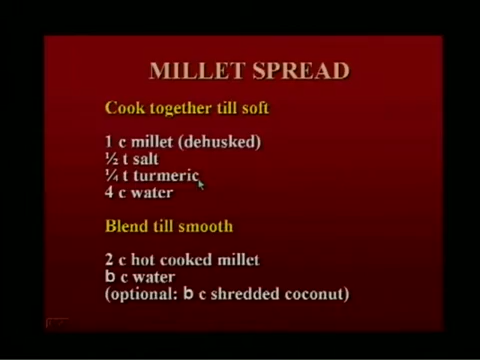 MILLET SPREAD
Cook together till soft
1 c millet (dehusked)
½ t salt
¼ t turmeric
4 c water
Blend till smooth
2 c hot cooked millet
b c water
(optional: b c shredded coconut)